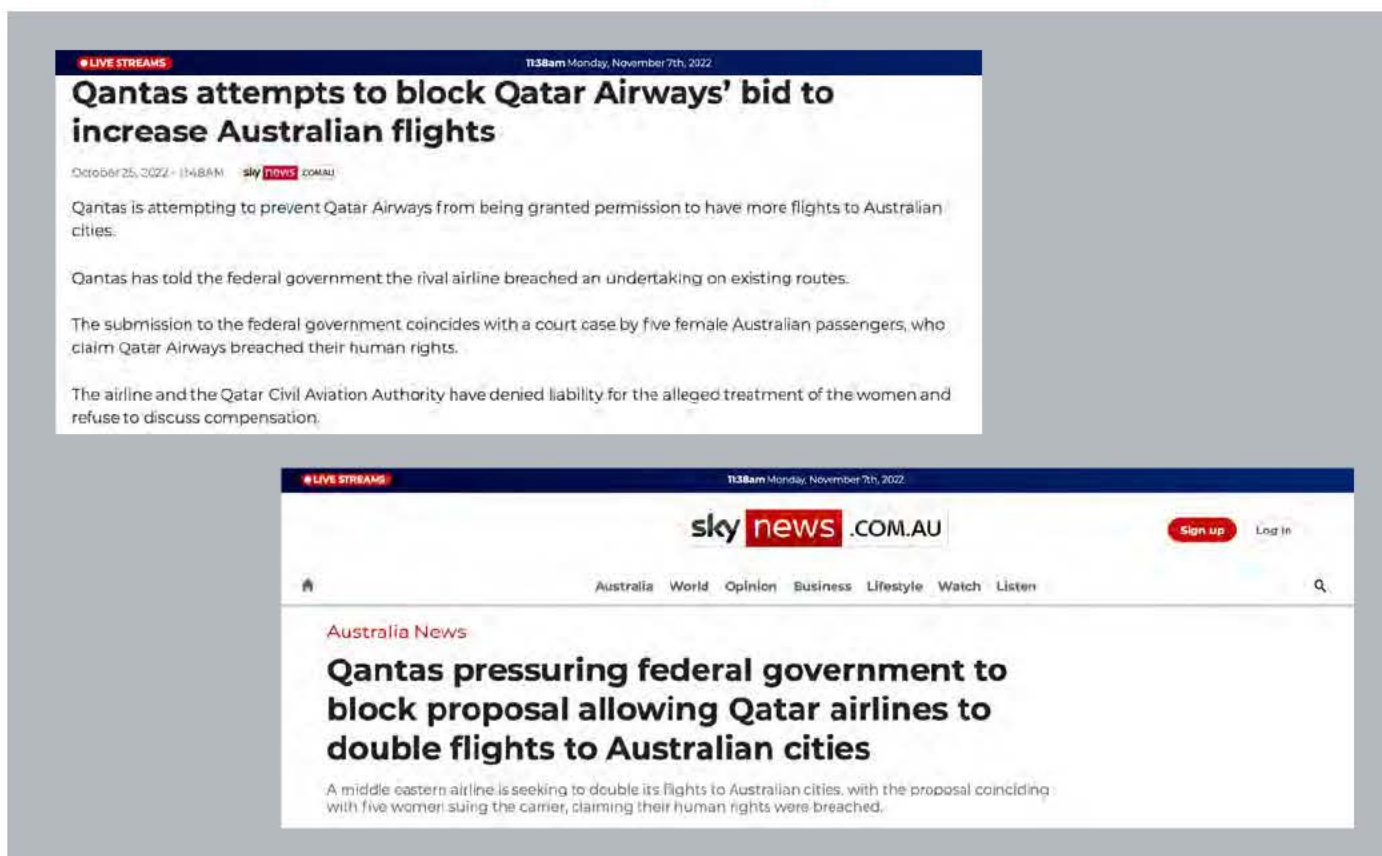 LIVE STREAMS
11:38am Monday, November 7th, 2022
Qantas attempts to block Qatar Airways’ bid to
increase Australian flights
October 25, 2022 - 11:48AM sky news .COM.AU
Qantas is attempting to prevent Qatar Airways from being granted permission to have more flights to Australian
cities.
Qantas has told the federal government the rival airline breached an undertaking on existing routes.
The submission to the federal government coincides with a court case by five female Australian passengers, who
claim Qatar Airways breached their human rights.
The airline and the Qatar Civil Aviation Authority have denied liability for the alleged treatment of the women and
refuse to discuss compensation.
LIVE STREAMS
11:38am Monday, November 7th, 2022
sky news .COM.AU
Sign up Log in
Australia World Opinion Business Lifestyle Watch Listen
Australia News
Qantas pressuring federal government to
block proposal allowing Qatar airlines to
double flights to Australian cities
A middle eastern airline is seeking to double its flights to Australian cities, with the proposal coinciding
with five women suing the carrier, claiming their human rights were breached.